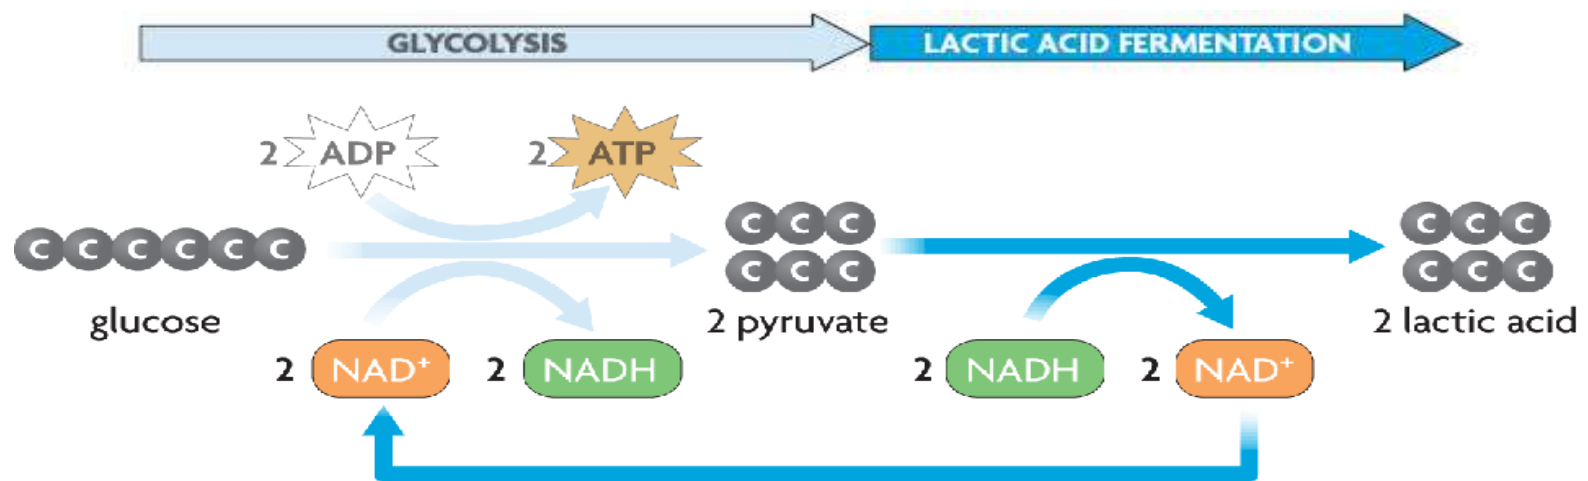 GLYCOLYSIS
LACTIC ACID FERMENTATION
2 ADP
2 ATP
C C C C C C
glucose
C C C
C C C
2 pyruvate
C C C
C C C
2 lactic acid
2 NAD⁺
2 NADH
2 NADH
2 NAD⁺